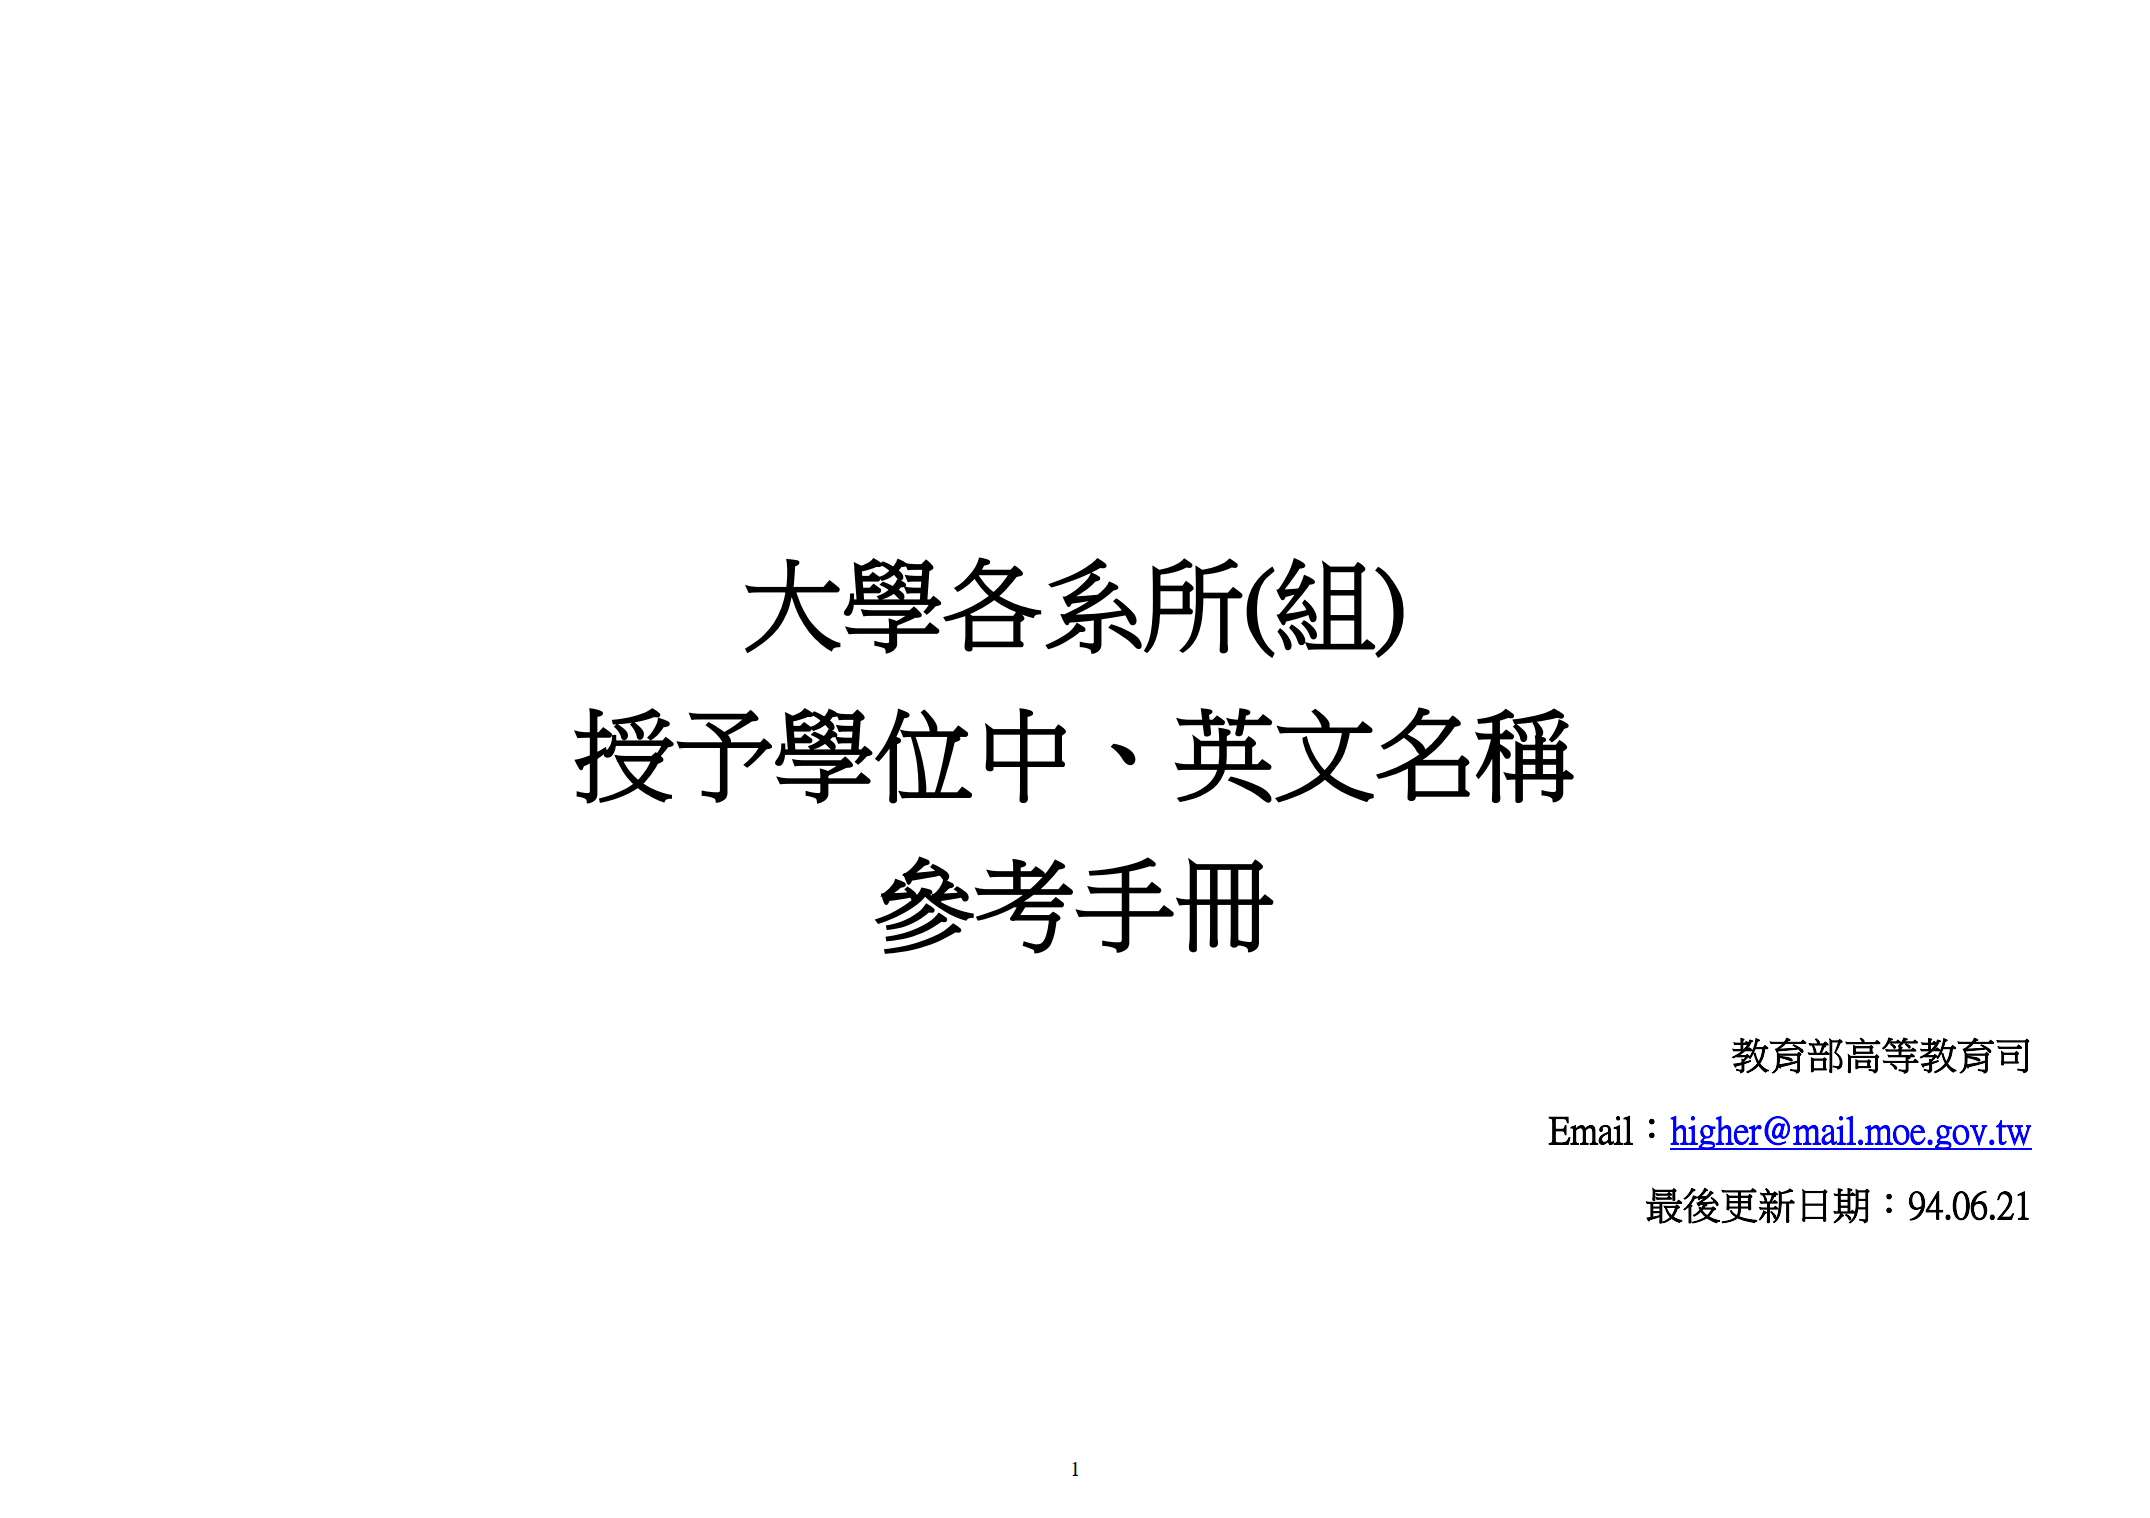 大學各系所(組)
授予學位中、英文名稱
參考手冊
教育部高等教育司
Email：higher@mail.moe.gov.tw
最後更新日期：94.06.21
1